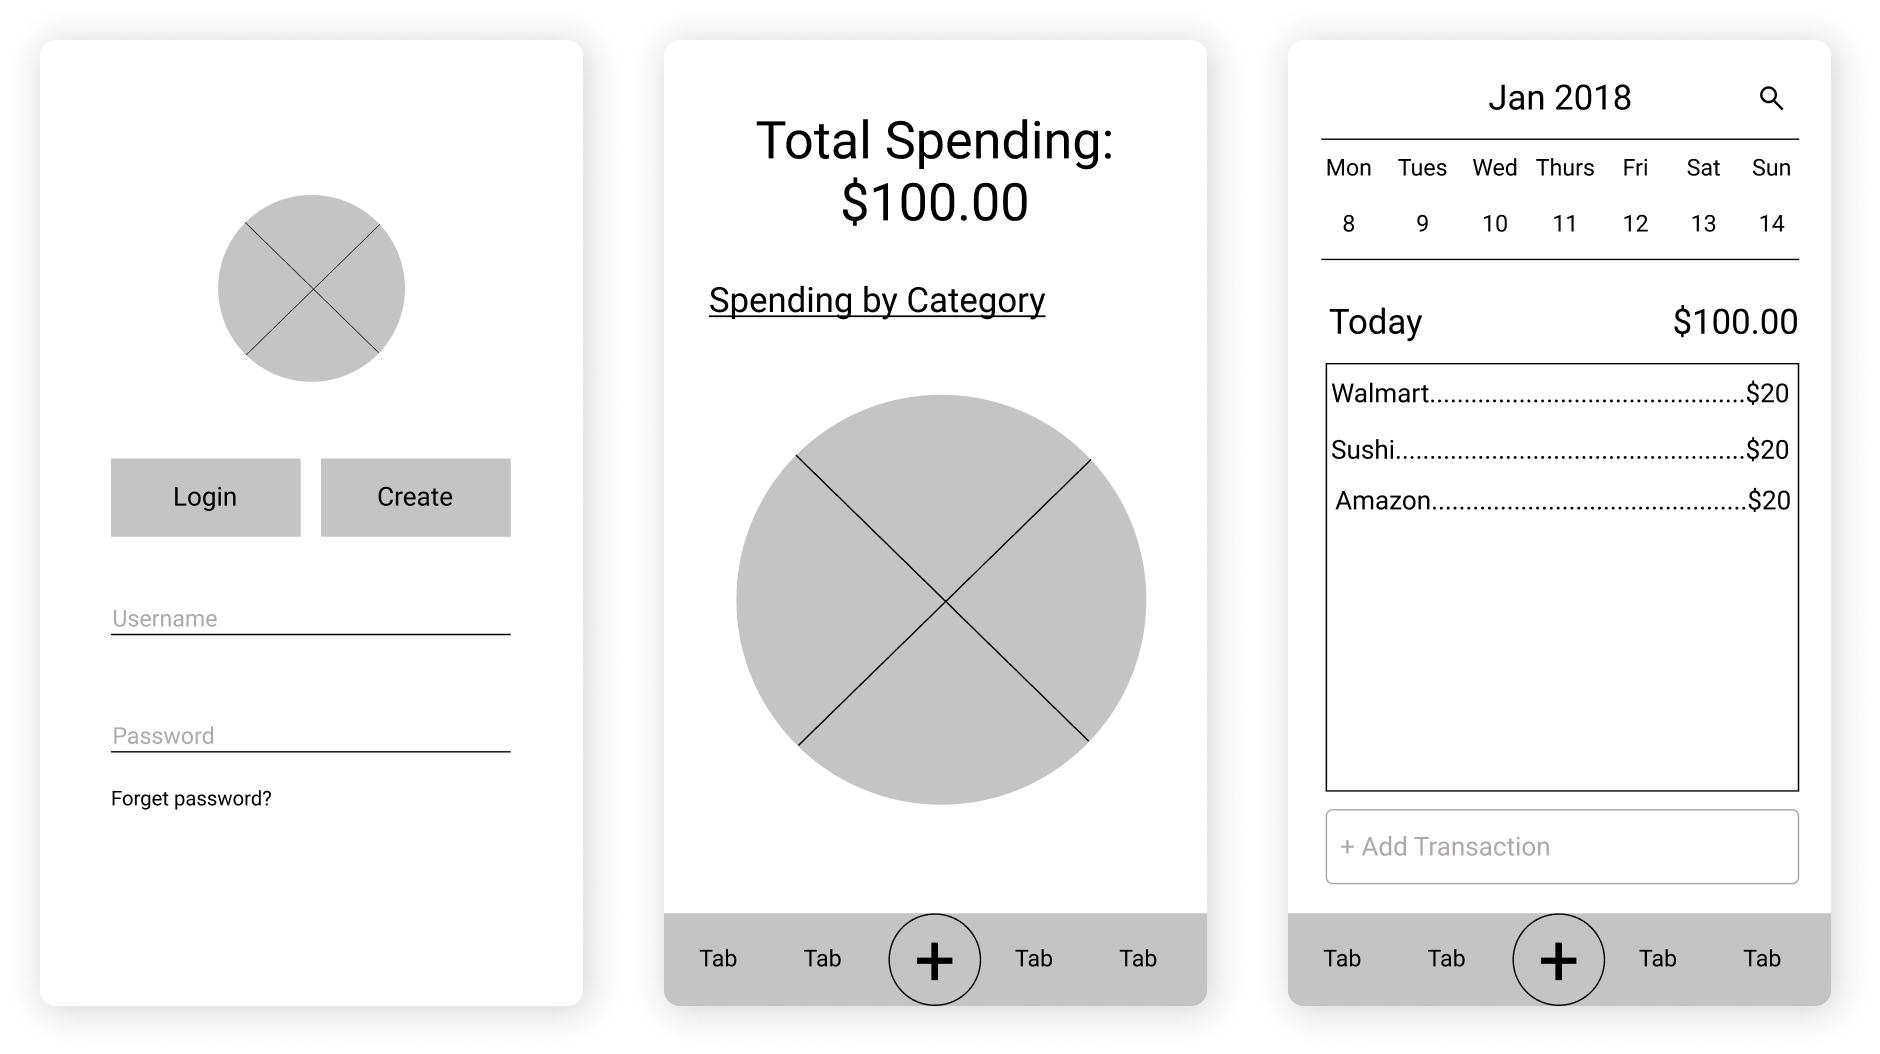 Login Create
Username
Password
Forget password?
Total Spending:
$100.00
Spending by Category
Tab Tab + Tab Tab
Jan 2018
Mon Tues Wed Thurs Fri Sat Sun
8 9 10 11 12 13 14
Today $100.00
Walmart..............................................$20
Sushi...................................................$20
Amazon..............................................$20
+ Add Transaction
Tab Tab + Tab Tab